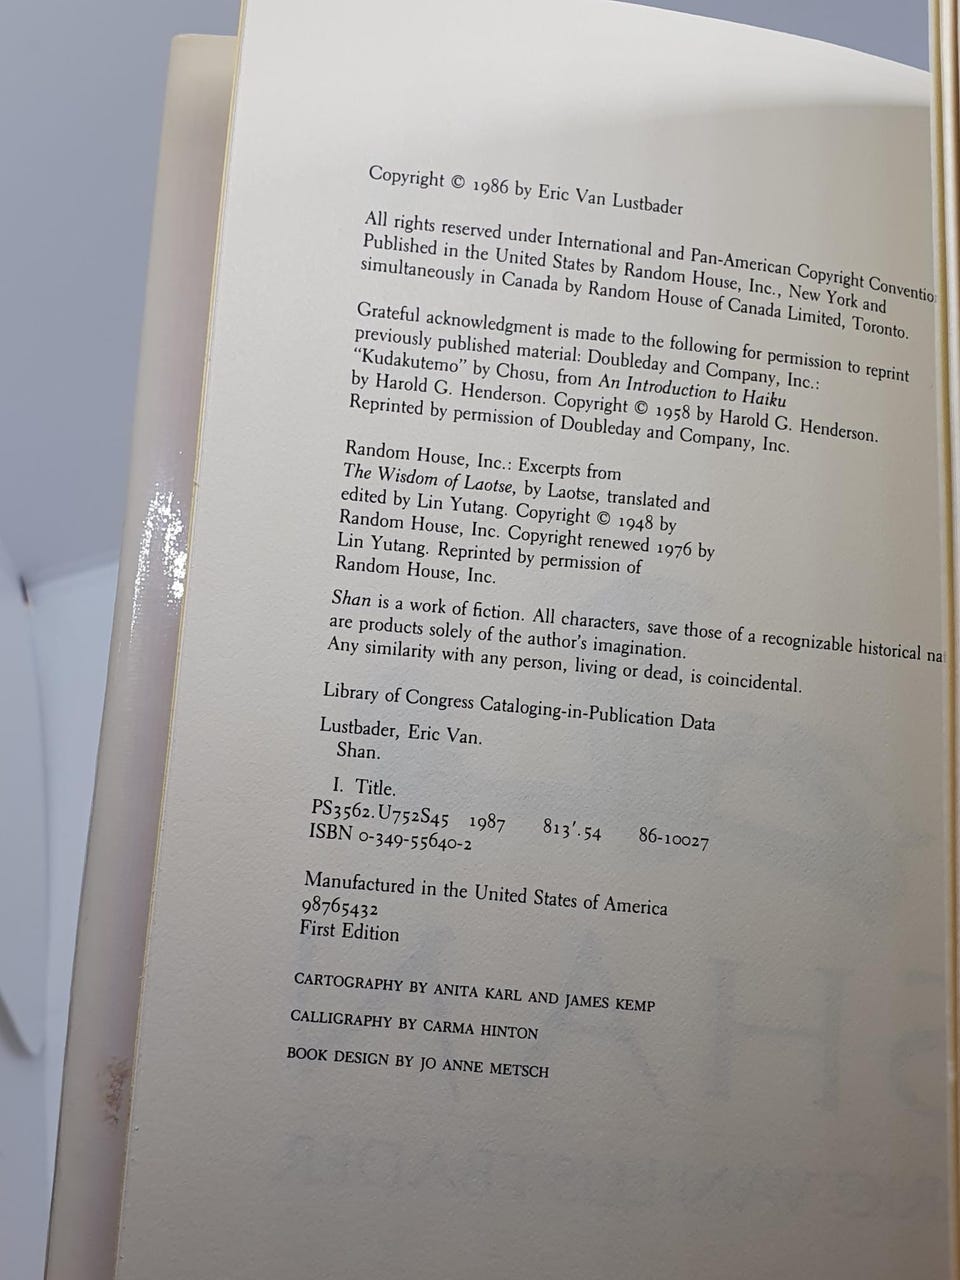 Copyright © 1986 by Eric Van Lustbader
All rights reserved under International and Pan-American Copyright
Published in the United States by Random House, Inc., New York and
simultaneously in Canada by Random House of Canada Limited, Toronto.
Grateful acknowledgment is made to the following for permission to reprint
previously published material: Doubleday and Company, Inc.:
“Kudakutemo” by Chosu, from An Introduction to Haiku
by Harold G. Henderson. Copyright © 1958 by Harold G. Henderson.
Reprinted by permission of Doubleday and Company, Inc.
Random House, Inc.: Excerpts from
The Wisdom of Laotse, by Laotse, translated and
edited by Lin Yutang. Copyright © 1948 by
Random House, Inc. Copyright renewed 1976 by
Lin Yutang. Reprinted by permission of
Random House, Inc.
Shan is a work of fiction. All characters, save those of a recognizable historical
are products solely of the author's imagination.
Any similarity with any person, living or dead, is coincidental.
Library of Congress Cataloging-in-Publication Data
Lustbader, Eric Van.
Shan.
I. Title.
PS3562.U752S45 1987 813'.54 86-10027
ISBN 0-349-55640-2
Manufactured in the United States of America
98765432
First Edition
CARTOGRAPHY BY ANITA KARL AND JAMES KEMP
CALLIGRAPHY BY CARMA HINTON
BOOK DESIGN BY JO ANNE METSCH